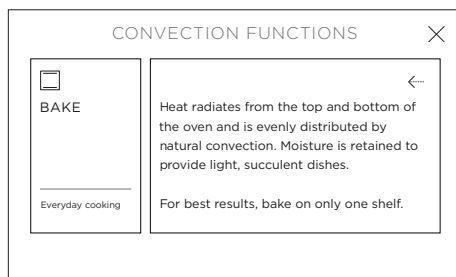 CONVECTION FUNCTIONS
BAKE
Everyday cooking
Heat radiates from the top and bottom of
the oven and is evenly distributed by
natural convection. Moisture is retained to
provide light, succulent dishes.
For best results, bake on only one shelf.